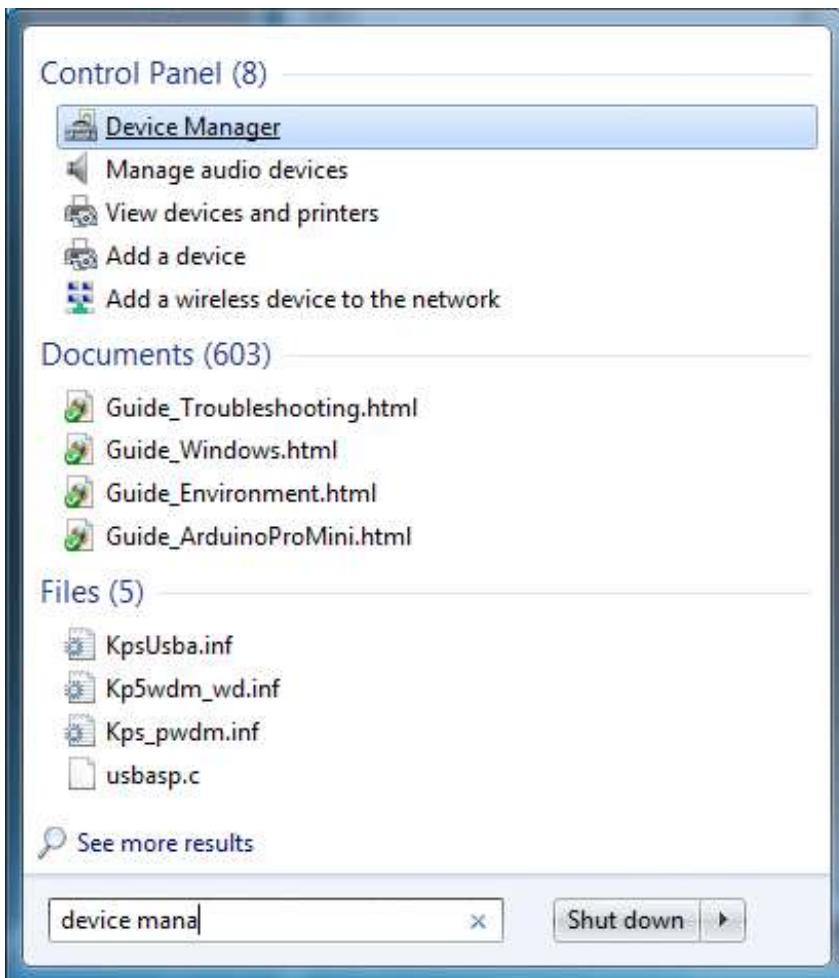 Control Panel (8)
Device Manager
Manage audio devices
View devices and printers
Add a device
Add a wireless device to the network
Documents (603)
Guide_Troubleshooting.html
Guide_Windows.html
Guide_Environment.html
Guide_ArduinoProMini.html
Files (5)
KpsUsba.inf
Kp5wdm_wd.inf
Kps_pwdm.inf
usbasp.c
See more results
device mana
Shut down